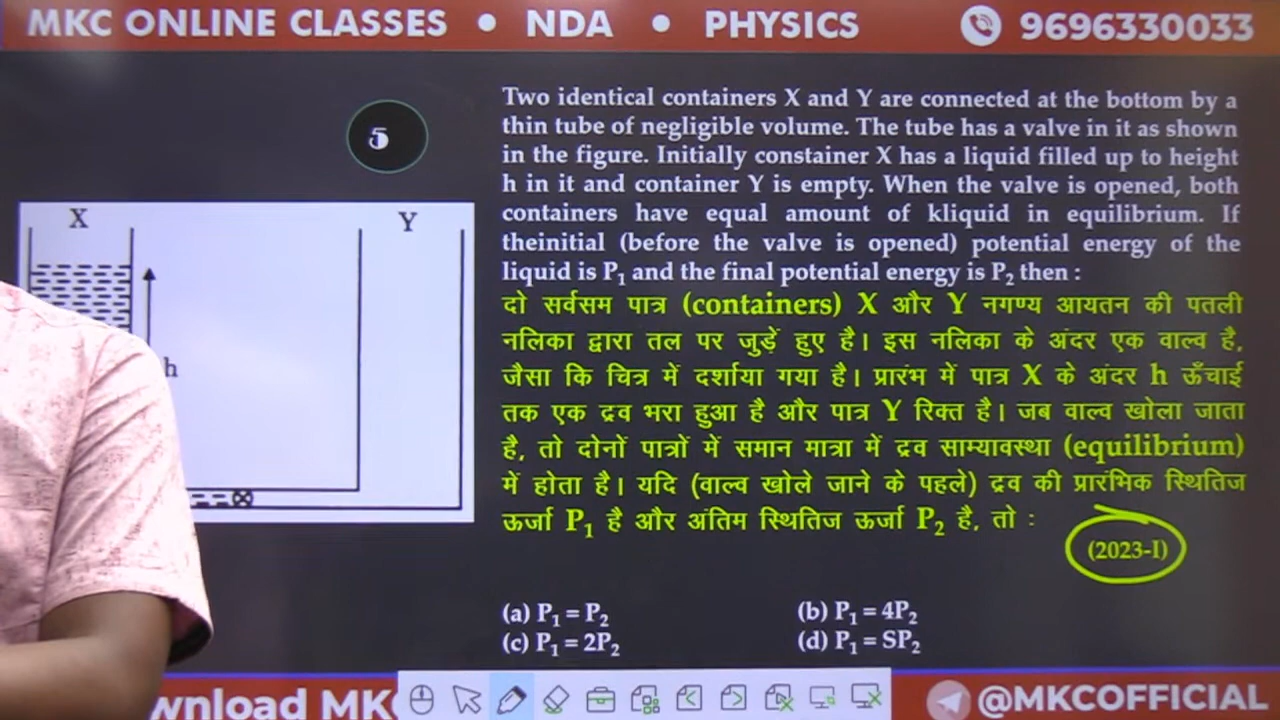 MKC ONLINE CLASSES • NDA • PHYSICS 9696330033
5
X
Y
h
Two identical containers X and Y are connected at the bottom by a
thin tube of negligible volume. The tube has a valve in it as shown
in the figure. Initially constainer X has a liquid filled up to height
h in it and container Y is empty. When the valve is opened, both
containers have equal amount of kliquid in equilibrium. If
theinitial (before the valve is opened) potential energy of the
liquid is P₁ and the final potential energy is P₂ then :
दो सर्वसम पात्र (containers) X और Y नगण्य आयतन की पतली
नलिका द्वारा तल पर जुड़ें हुए है। इस नलिका के अंदर एक वाल्व है,
जैसा कि चित्र में दर्शाया गया है। प्रारंभ में पात्र X के अंदर h ऊँचाई
तक एक द्रव भरा हुआ है और पात्र Y रिक्त है। जब वाल्व खोला जाता
है, तो दोनों पात्रों में समान मात्रा में द्रव साम्यावस्था (equilibrium)
में होता है। यदि (वाल्व खोले जाने के पहले) द्रव की प्रारंभिक स्थितिज
ऊर्जा P₁ है और अंतिम स्थितिज ऊर्जा P₂ है, तो :
(2023-I)
(a) P₁ = P₂ (b) P₁ = 4P₂
(c) P₁ = 2P₂ (d) P₁ = SP₂
wnload MK @MKCOFFICIAL